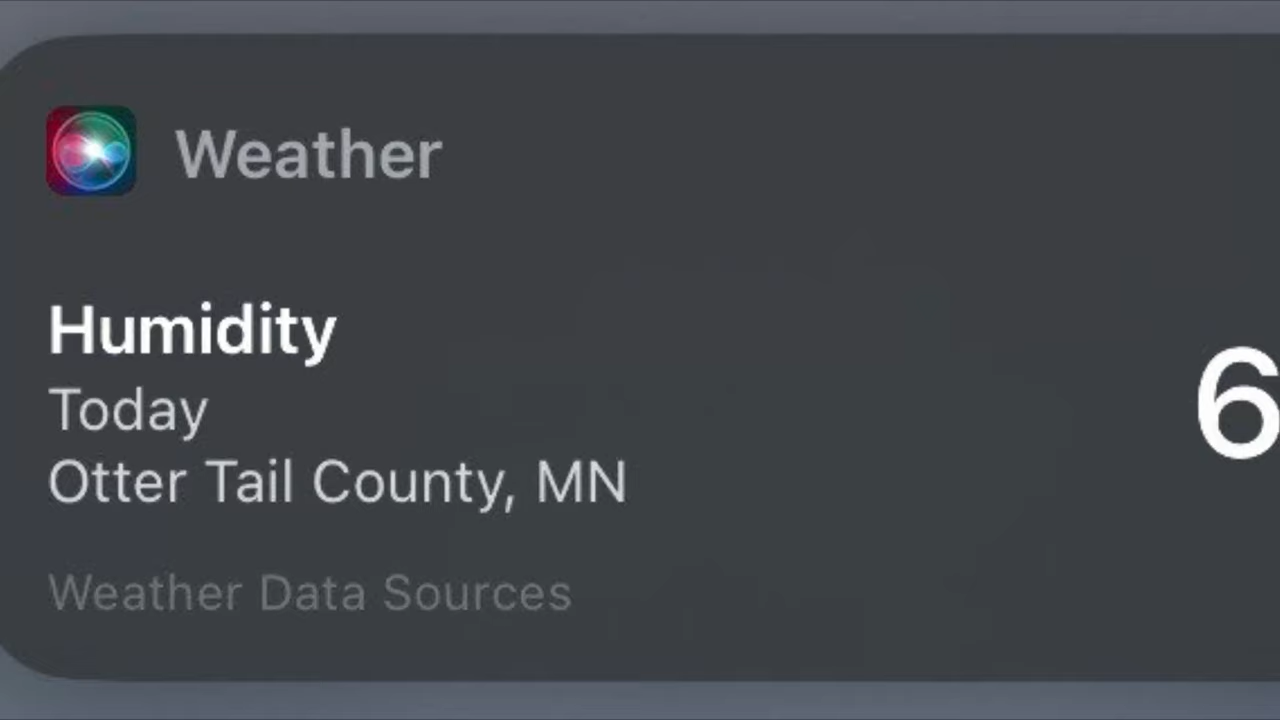 Weather
Humidity
Today
Otter Tail County, MN
6
Weather Data Sources